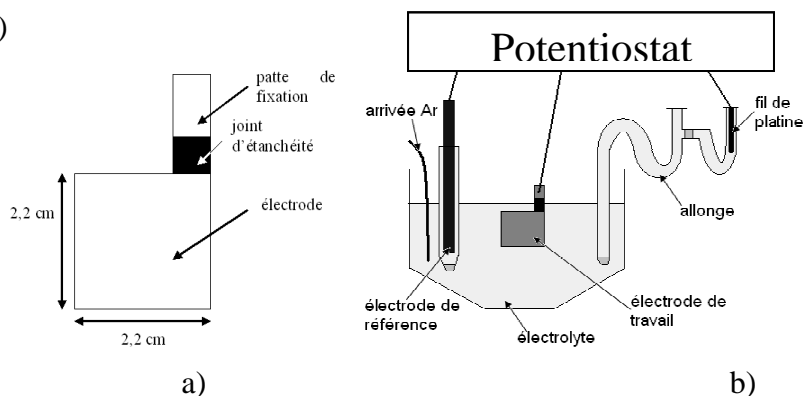 )
patte de
fixation
joint
d'étanchéité
2,2 cm
électrode
2,2 cm
a)
Potentiostat
arrivée Ar
fil de
platine
allonge
électrode de
référence
électrolyte
électrode de
travail
b)